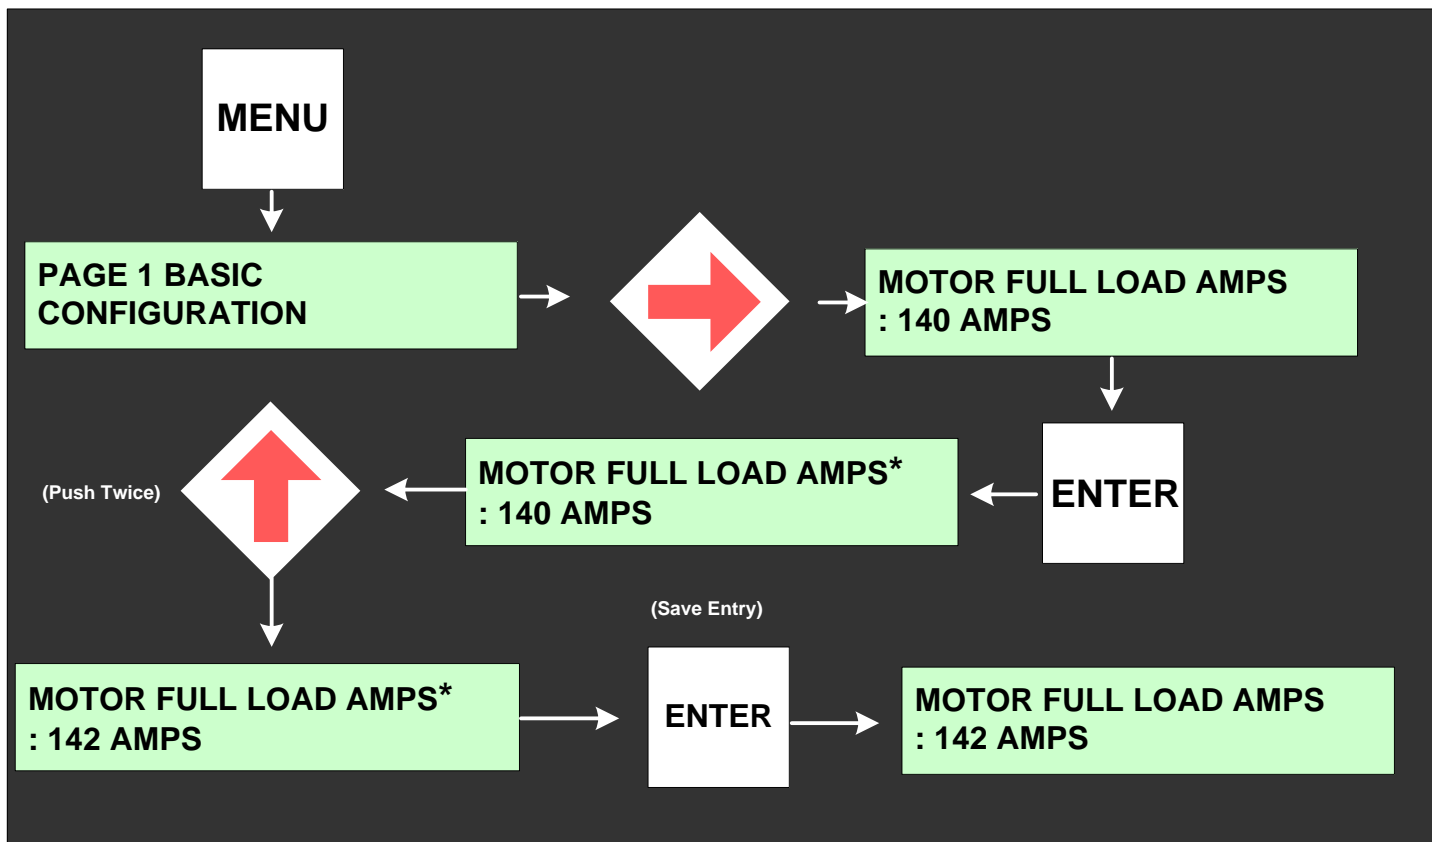 MENU
PAGE 1 BASIC
CONFIGURATION
MOTOR FULL LOAD AMPS
: 140 AMPS
ENTER
MOTOR FULL LOAD AMPS*
: 140 AMPS
(Push Twice)
MOTOR FULL LOAD AMPS*
: 142 AMPS
(Save Entry)
ENTER
MOTOR FULL LOAD AMPS
: 142 AMPS